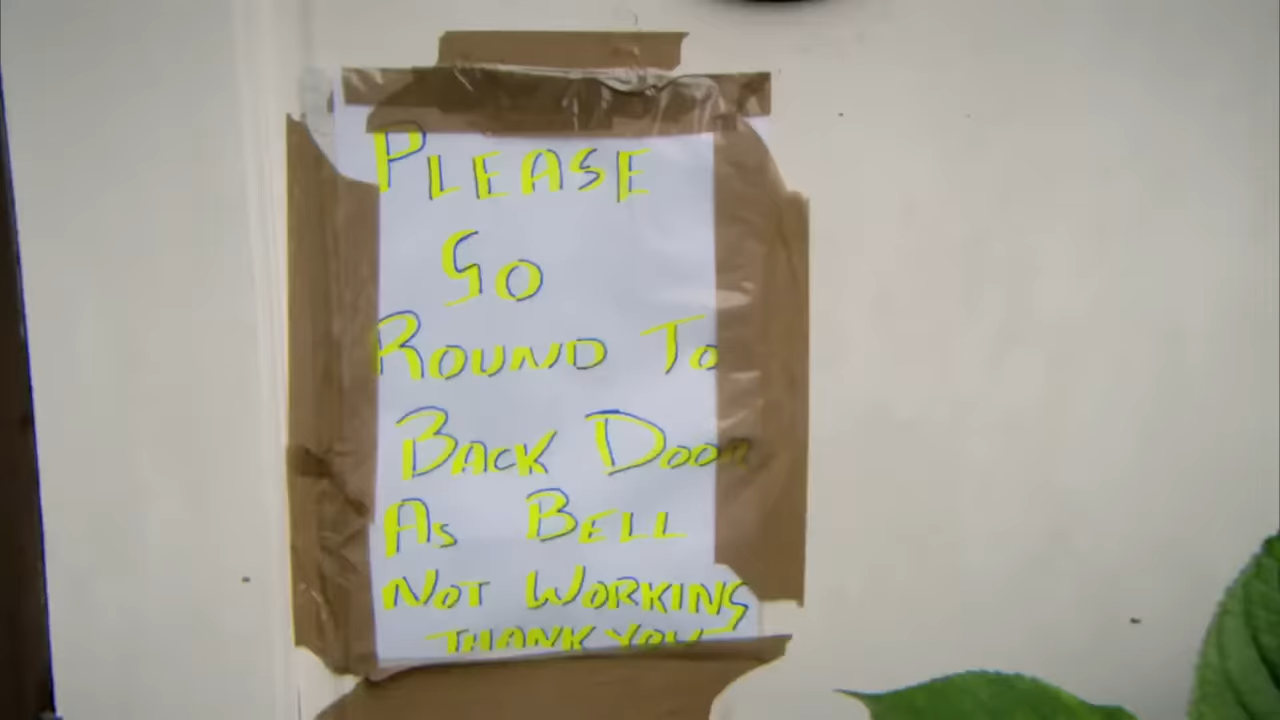 PLEASE
GO
ROUND TO
BACK DOOR
AS BELL
NOT WORKING
THANK YOU